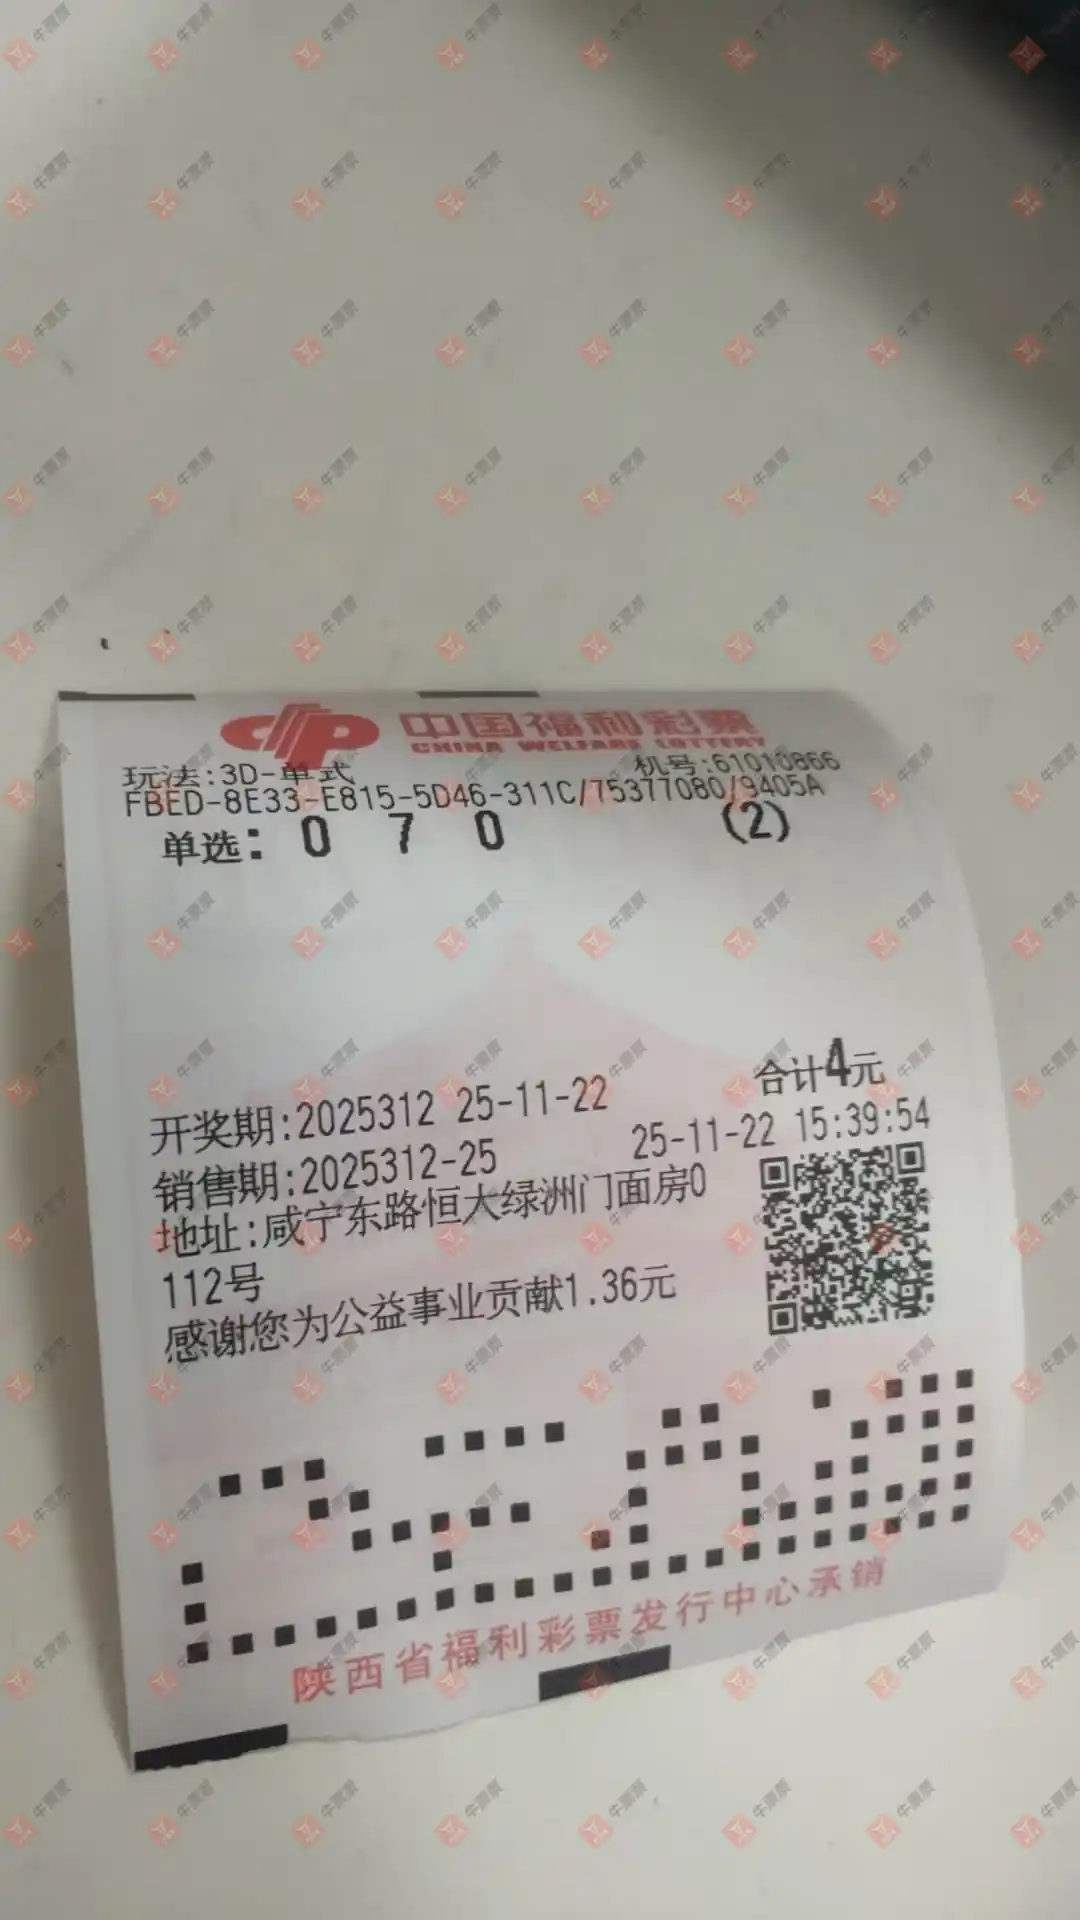 中国福利彩票
CHINA WELFARE LOTTERY
玩法:3D-单式 机号:61010866
FBED-8E33-E815-5D46-311C/75377080/9405A
单选: 0 7 0 (2)
合计4元
开奖期:2025312 25-11-22
销售期:2025312-25 25-11-22 15:39:54
地址:咸宁东路恒大绿洲门面房0
112号
感谢您为公益事业贡献1.36元
陕西省福利彩票发行中心承销
牛票票